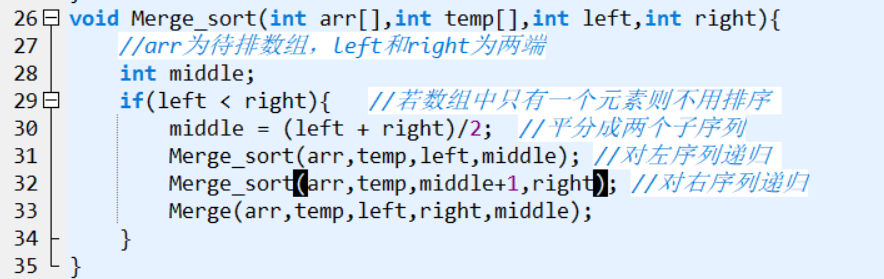 26 void Merge_sort(int arr[],int temp[],int left,int right){
27 //arr为待排数组，left和right为两端
28 int middle;
29 if(left < right){ //若数组中只有一个元素则不用排序
30 middle = (left + right)/2; //平分成两个子序列
31 Merge_sort(arr,temp,left,middle); //对左序列递归
32 Merge_sort(arr,temp,middle+1,right); //对右序列递归
33 Merge(arr,temp,left,right,middle);
34 }
35 }